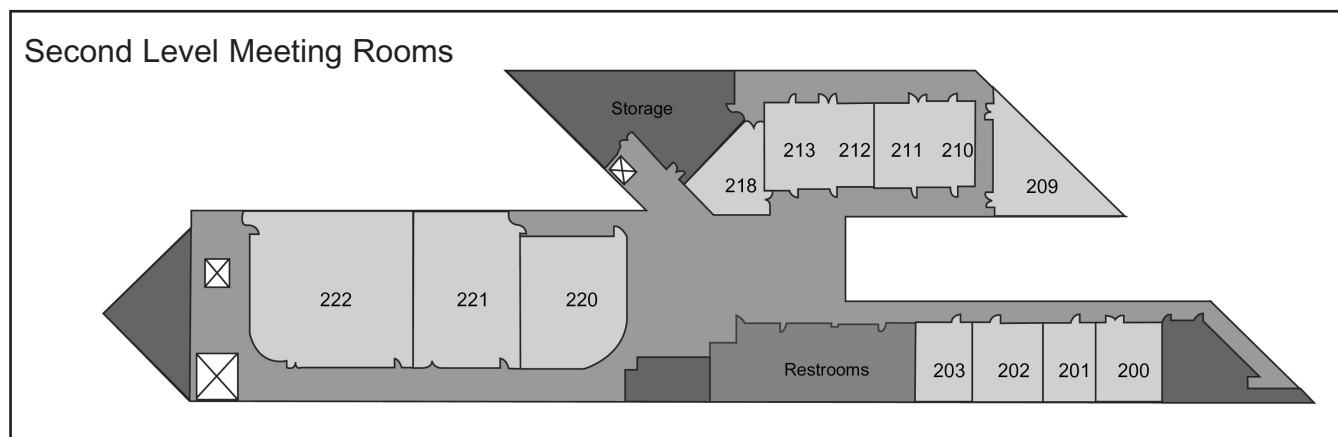 Second Level Meeting Rooms
Storage
213 212 211 210
218
209
222 221 220
Restrooms 203 202 201 200